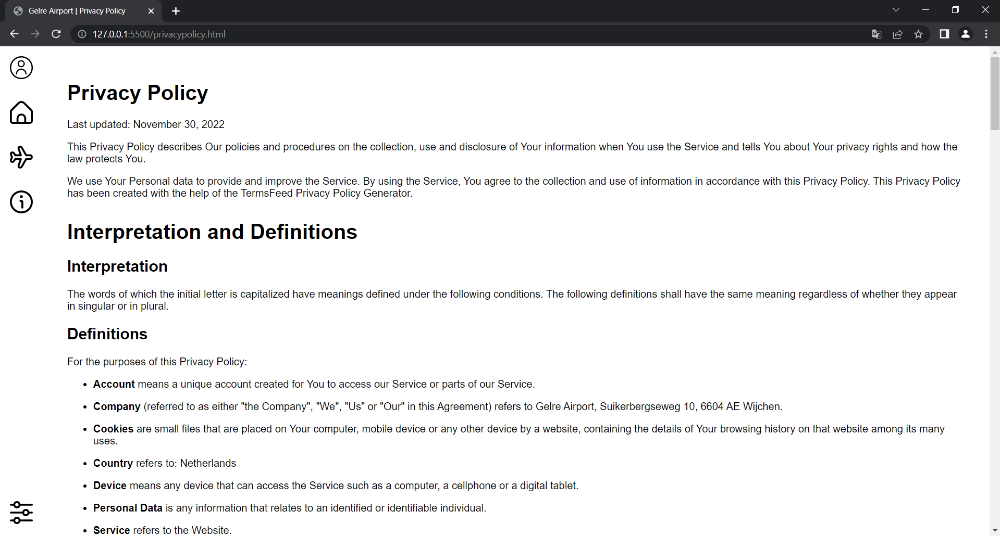 Gelre Airport | Privacy Policy
127.0.0.1:5500/privacypolicy.html
Privacy Policy
Last updated: November 30, 2022
This Privacy Policy describes Our policies and procedures on the collection, use and disclosure of Your information when You use the Service and tells You about Your privacy rights and how the
law protects You.
We use Your Personal data to provide and improve the Service. By using the Service, You agree to the collection and use of information in accordance with this Privacy Policy. This Privacy Policy
has been created with the help of the TermsFeed Privacy Policy Generator.
Interpretation and Definitions
Interpretation
The words of which the initial letter is capitalized have meanings defined under the following conditions. The following definitions shall have the same meaning regardless of whether they appear
in singular or in plural.
Definitions
For the purposes of this Privacy Policy:
• Account means a unique account created for You to access our Service or parts of our Service.
• Company (referred to as either "the Company", "We", "Us" or "Our" in this Agreement) refers to Gelre Airport, Suikerbergseweg 10, 6604 AE Wijchen.
• Cookies are small files that are placed on Your computer, mobile device or any other device by a website, containing the details of Your browsing history on that website among its many
uses.
• Country refers to: Netherlands
• Device means any device that can access the Service such as a computer, a cellphone or a digital tablet.
• Personal Data is any information that relates to an identified or identifiable individual.
• Service refers to the Website.